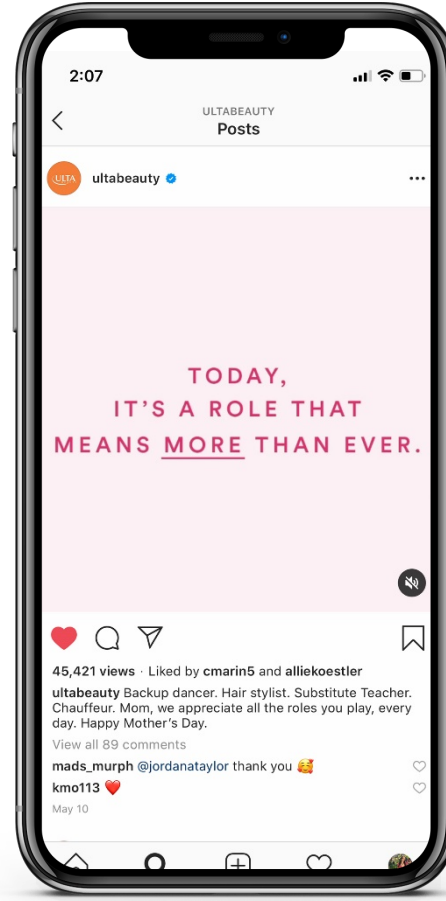 2:07
ULTABEAUTY
Posts
ULTA
ultabeauty
TODAY,
IT'S A ROLE THAT
MEANS MORE THAN EVER.
45,421 views · Liked by cmarin5 and alliekoestler
ultabeauty Backup dancer. Hair stylist. Substitute Teacher.
Chauffeur. Mom, we appreciate all the roles you play, every
day. Happy Mother's Day.
View all 89 comments
mads_murph @jordanataylor thank you 🥰
kmo113 ❤️
May 10